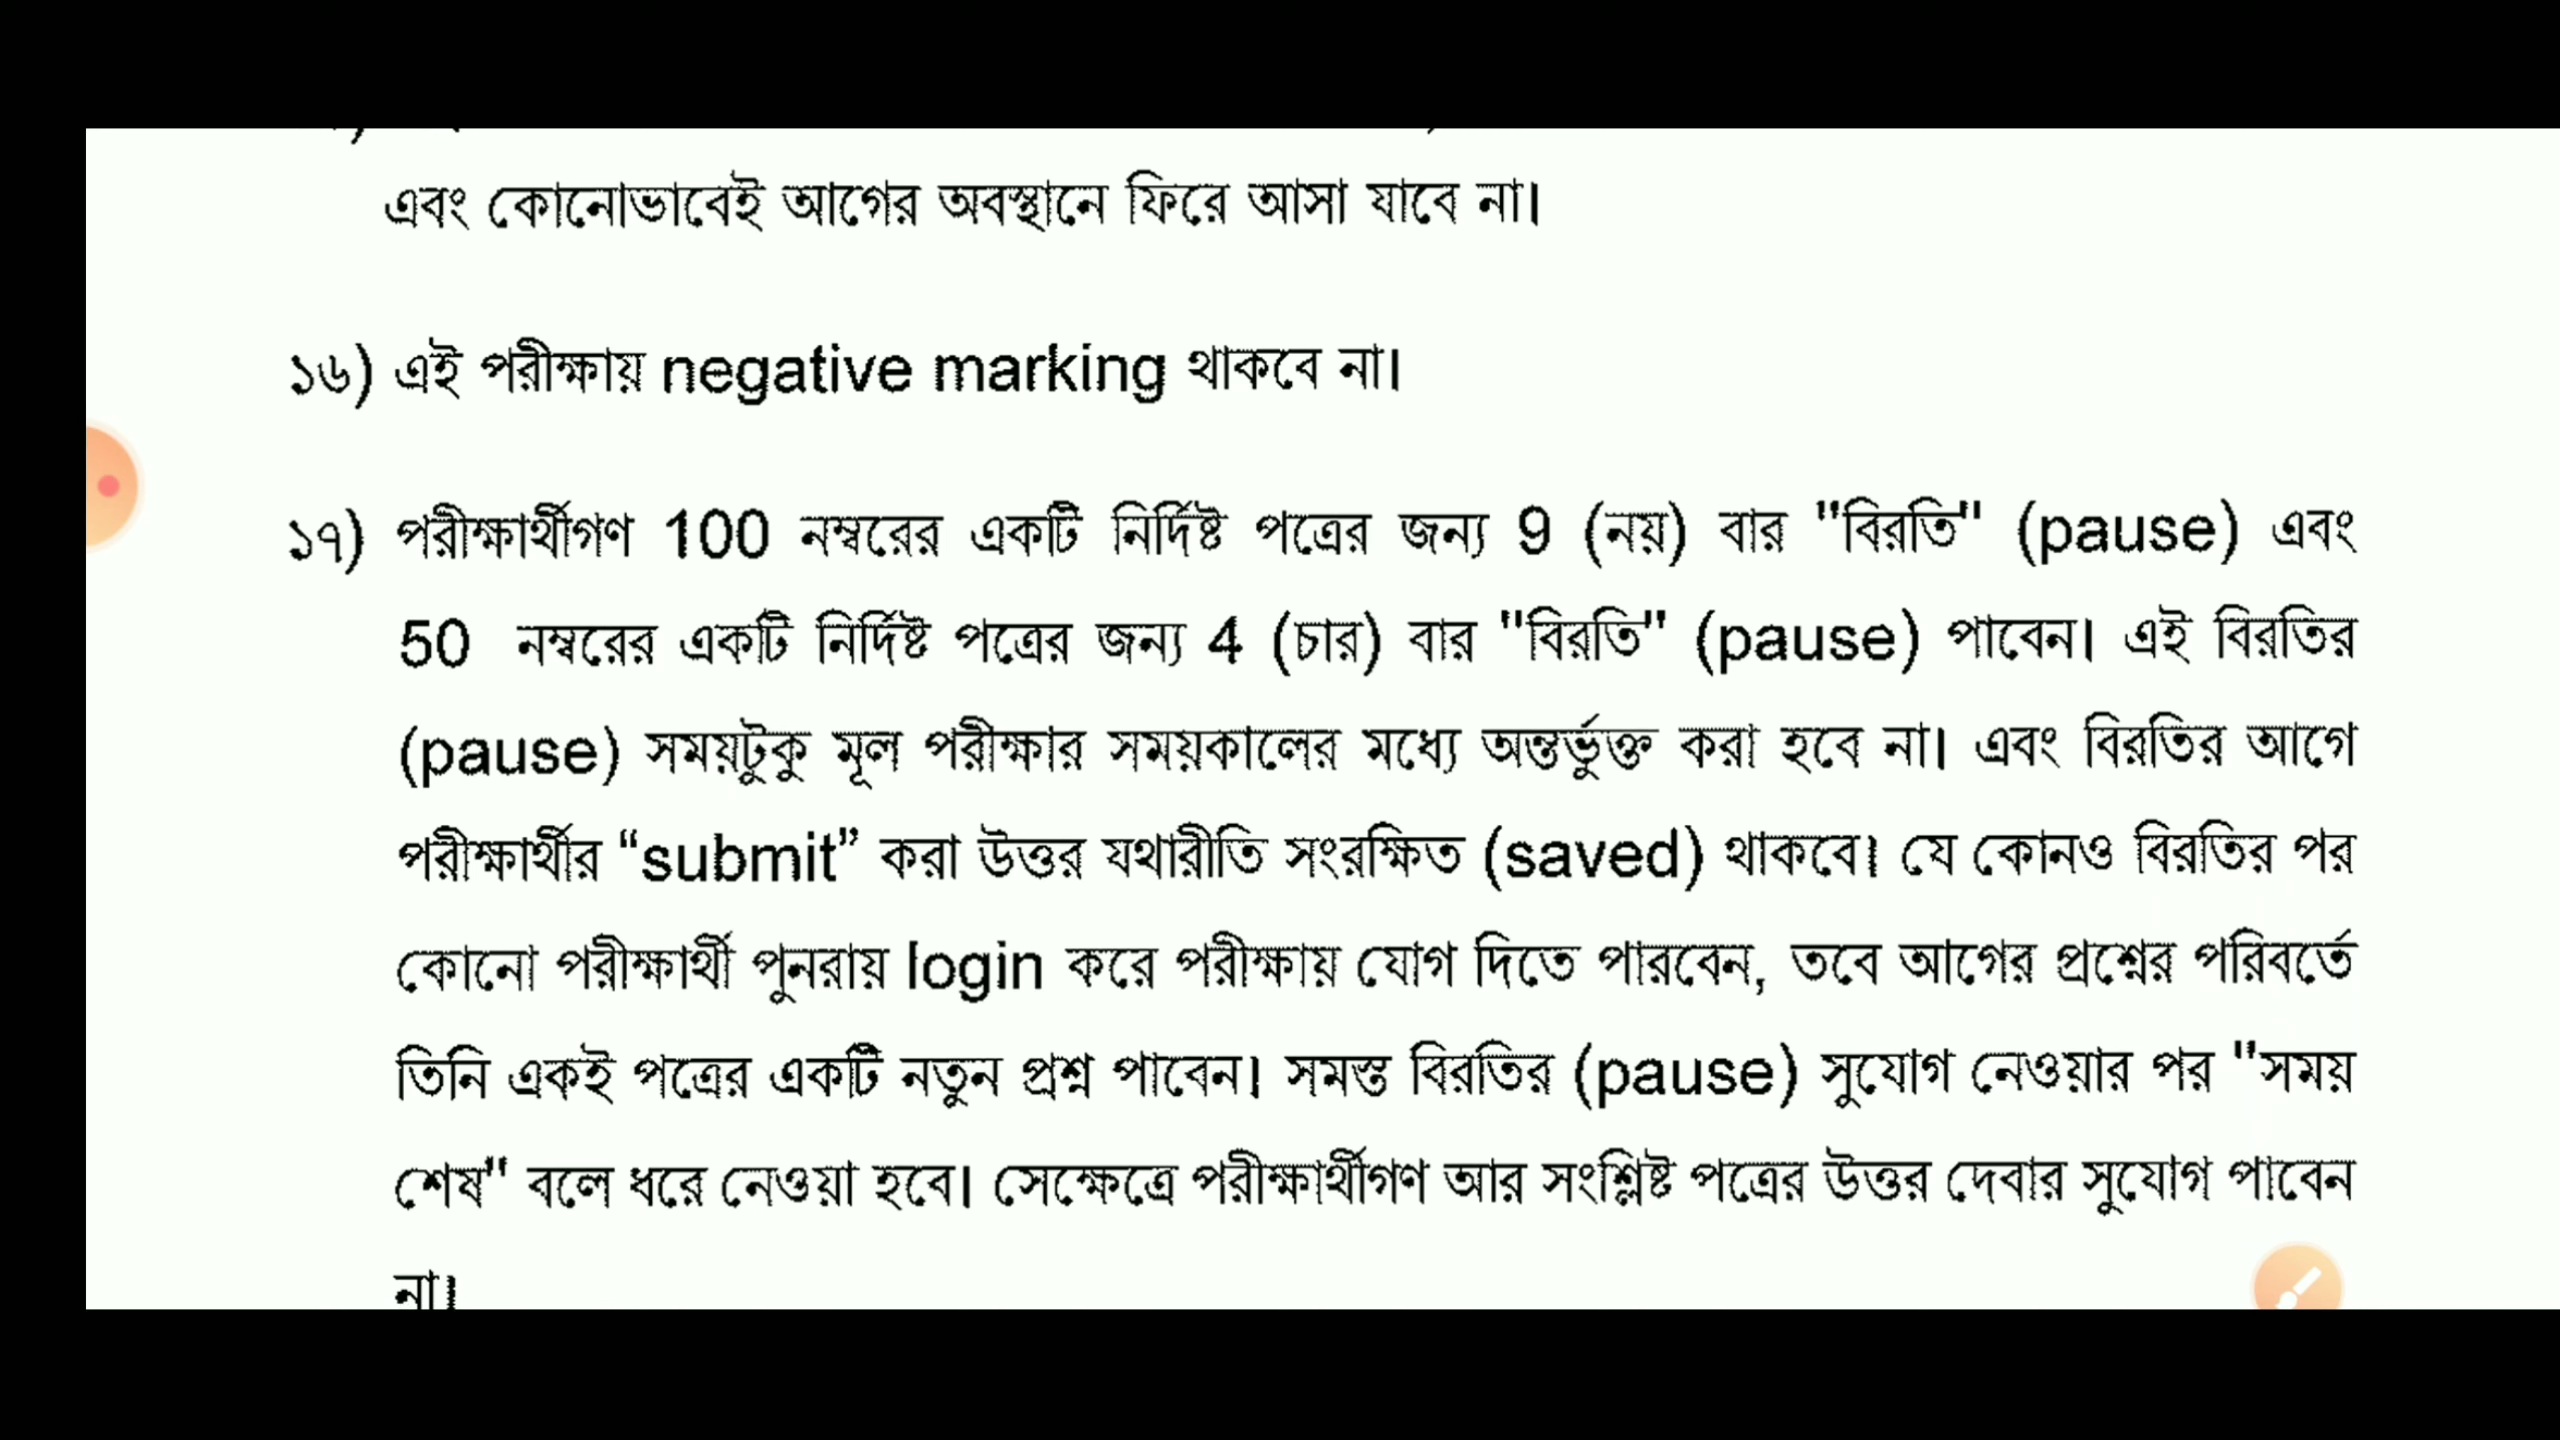 এবং কোনোভাবেই আগের অবস্থানে ফিরে আসা যাবে না।
১৬) এই পরীক্ষায় negative marking থাকবে না।
১৭) পরীক্ষার্থীগণ 100 নম্বরের একটি নির্দিষ্ট পত্রের জন্য 9 (নয়) বার "বিরতি" (pause) এবং
50 নম্বরের একটি নির্দিষ্ট পত্রের জন্য 4 (চার) বার "বিরতি" (pause) পাবেন। এই বিরতির
(pause) সময়টুকু মূল পরীক্ষার সময়কালের মধ্যে অন্তর্ভুক্ত করা হবে না। এবং বিরতির আগে
পরীক্ষার্থীর “submit” করা উত্তর যথারীতি সংরক্ষিত (saved) থাকবে। যে কোনও বিরতির পর
কোনো পরীক্ষার্থী পুনরায় login করে পরীক্ষায় যোগ দিতে পারবেন, তবে আগের প্রশ্নের পরিবর্তে
তিনি একই পত্রের একটি নতুন প্রশ্ন পাবেন। সমস্ত বিরতির (pause) সুযোগ নেওয়ার পর "সময়
শেষ" বলে ধরে নেওয়া হবে। সেক্ষেত্রে পরীক্ষার্থীগণ আর সংশ্লিষ্ট পত্রের উত্তর দেবার সুযোগ পাবেন
না।